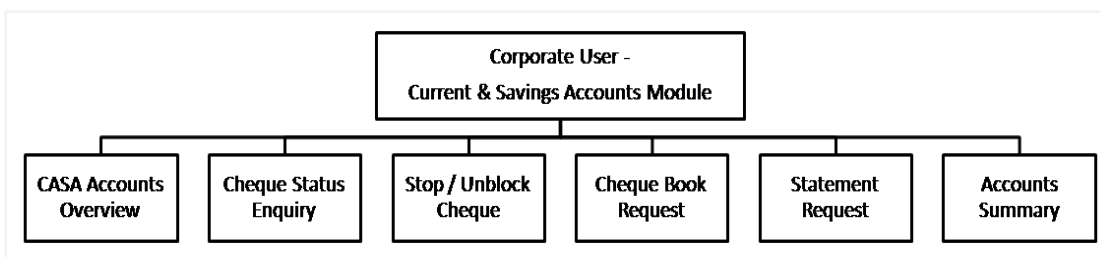 Corporate User -
Current & Savings Accounts Module
CASA Accounts
Overview
Cheque Status
Enquiry
Stop / Unblock
Cheque
Cheque Book
Request
Statement
Request
Accounts
Summary